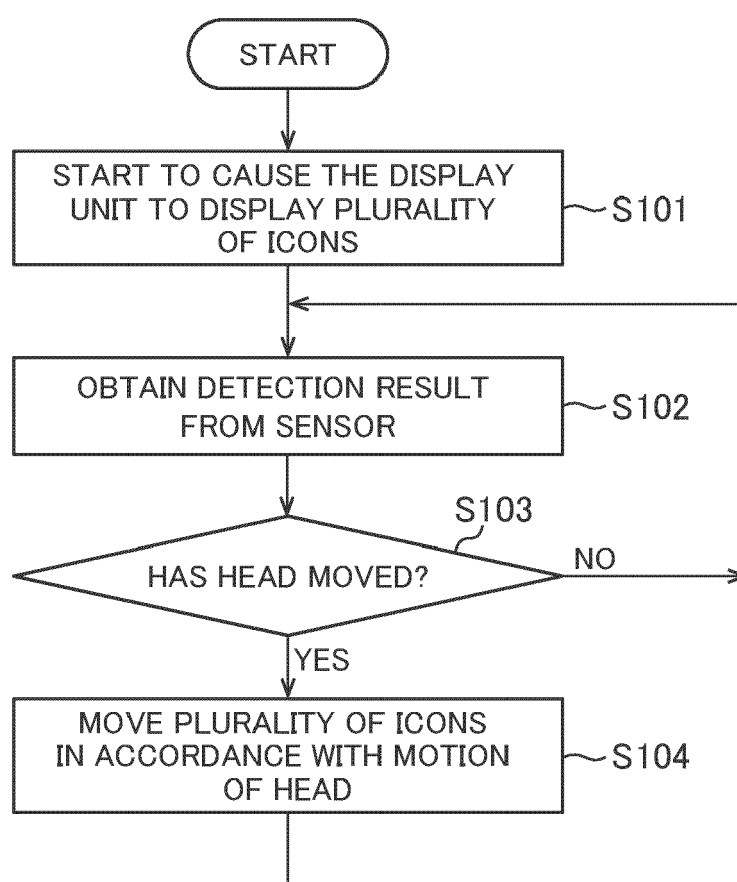 START
START TO CAUSE THE DISPLAY
UNIT TO DISPLAY PLURALITY
OF ICONS
S101
OBTAIN DETECTION RESULT
FROM SENSOR
S102
S103
HAS HEAD MOVED?
NO
YES
MOVE PLURALITY OF ICONS
IN ACCORDANCE WITH MOTION
OF HEAD
S104